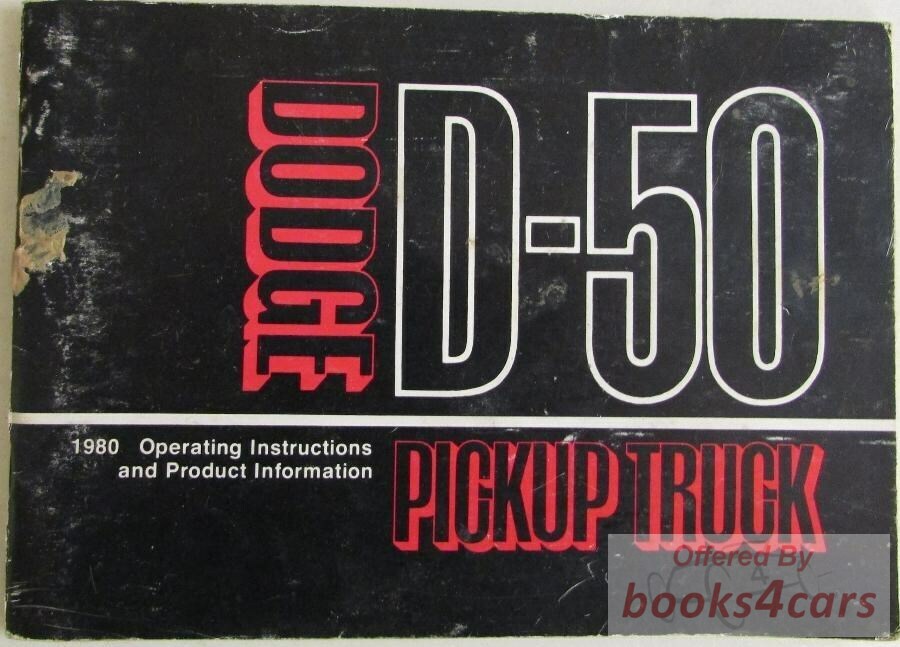 DODGE
D-50
1980 Operating Instructions
and Product Information
PICKUP TRUCK
Offered By
books4cars